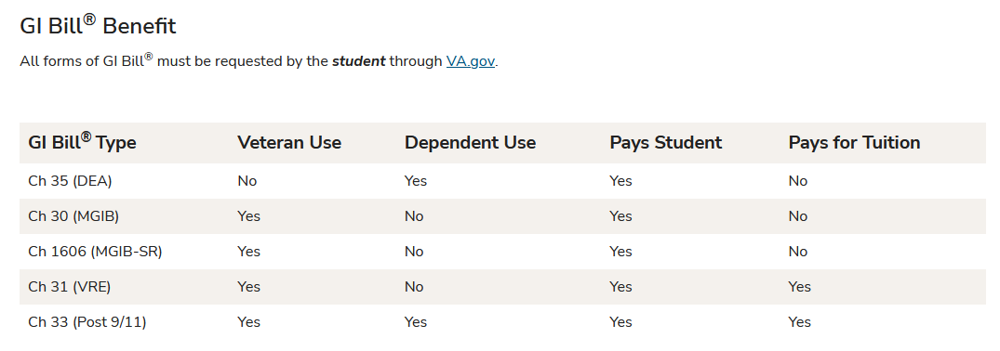 GI Bill® Benefit
All forms of GI Bill® must be requested by the student through VA.gov.
GI Bill® Type Veteran Use Dependent Use Pays Student Pays for Tuition
Ch 35 (DEA) No Yes Yes No
Ch 30 (MGIB) Yes No Yes No
Ch 1606 (MGIB-SR) Yes No Yes No
Ch 31 (VRE) Yes No Yes Yes
Ch 33 (Post 9/11) Yes Yes Yes Yes